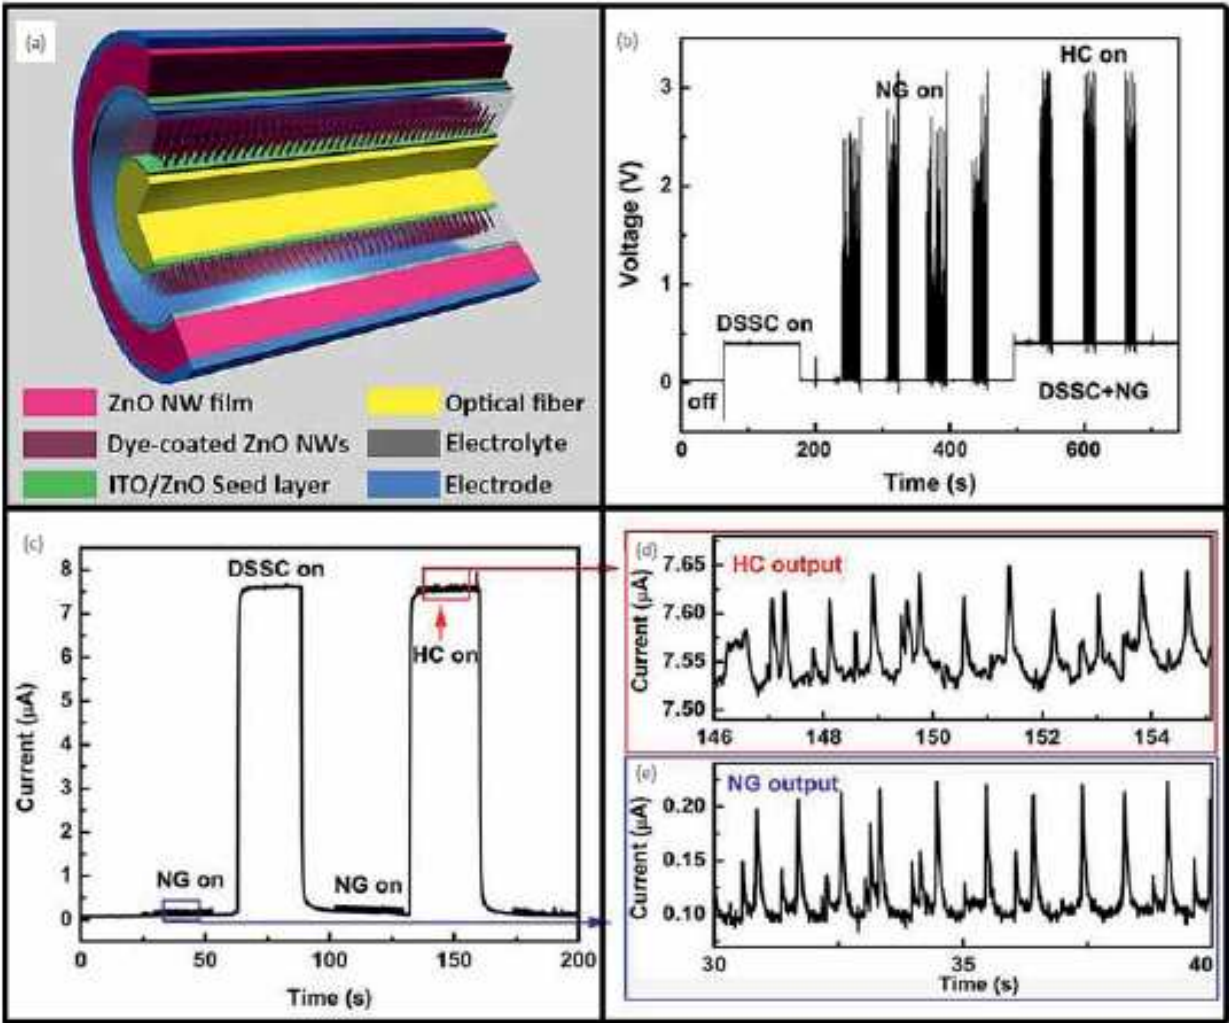 (a)
ZnO NW film
Dye-coated ZnO NWs
ITO/ZnO Seed layer
Optical fiber
Electrolyte
Electrode
(b)
HC on
NG on
DSSC on
off
DSSC+NG
3
2
1
0
Voltage (V)
0 200 400 600
Time (s)
(c)
DSSC on
HC on
NG on
NG on
8
7
6
5
4
3
2
1
0
Current (μA)
0 50 100 150 200
Time (s)
(d)
HC output
7.65
7.60
7.55
7.50
Current (μA)
146 148 150 152 154
(e)
NG output
0.20
0.15
0.10
Current (μA)
30 35 40
Time (s)